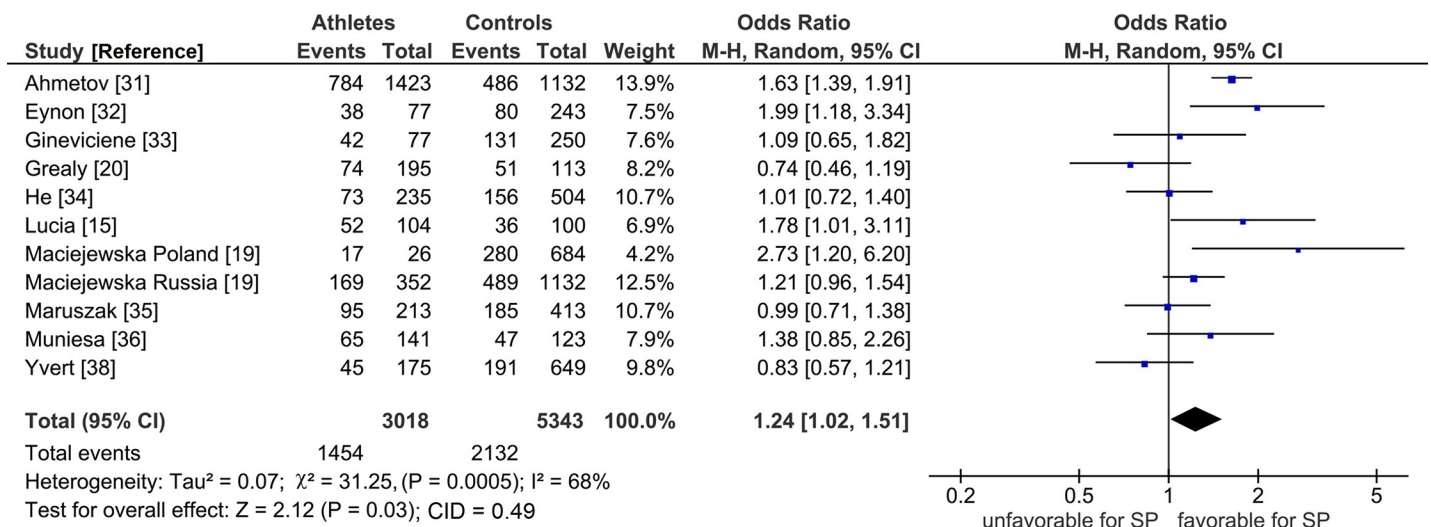 Athletes Controls Odds Ratio Odds Ratio
Study [Reference] Events Total Events Total Weight M-H, Random, 95% CI M-H, Random, 95% CI
Ahmetov [31] 784 1423 486 1132 13.9% 1.63 [1.39, 1.91]
Eynon [32] 38 77 80 243 7.5% 1.99 [1.18, 3.34]
Gineviciene [33] 42 77 131 250 7.6% 1.09 [0.65, 1.82]
Grealy [20] 74 195 51 113 8.2% 0.74 [0.46, 1.19]
He [34] 73 235 156 504 10.7% 1.01 [0.72, 1.40]
Lucia [15] 52 104 36 100 6.9% 1.78 [1.01, 3.11]
Maciejewska Poland [19] 17 26 280 684 4.2% 2.73 [1.20, 6.20]
Maciejewska Russia [19] 169 352 489 1132 12.5% 1.21 [0.96, 1.54]
Maruszak [35] 95 213 185 413 10.7% 0.99 [0.71, 1.38]
Muniesa [36] 65 141 47 123 7.9% 1.38 [0.85, 2.26]
Yvert [38] 45 175 191 649 9.8% 0.83 [0.57, 1.21]
Total (95% CI) 3018 5343 100.0% 1.24 [1.02, 1.51]
Total events 1454 2132
Heterogeneity: Tau² = 0.07; χ² = 31.25, (P = 0.0005); I² = 68%
Test for overall effect: Z = 2.12 (P = 0.03); CID = 0.49
0.2 0.5 1 2 5
unfavorable for SP favorable for SP